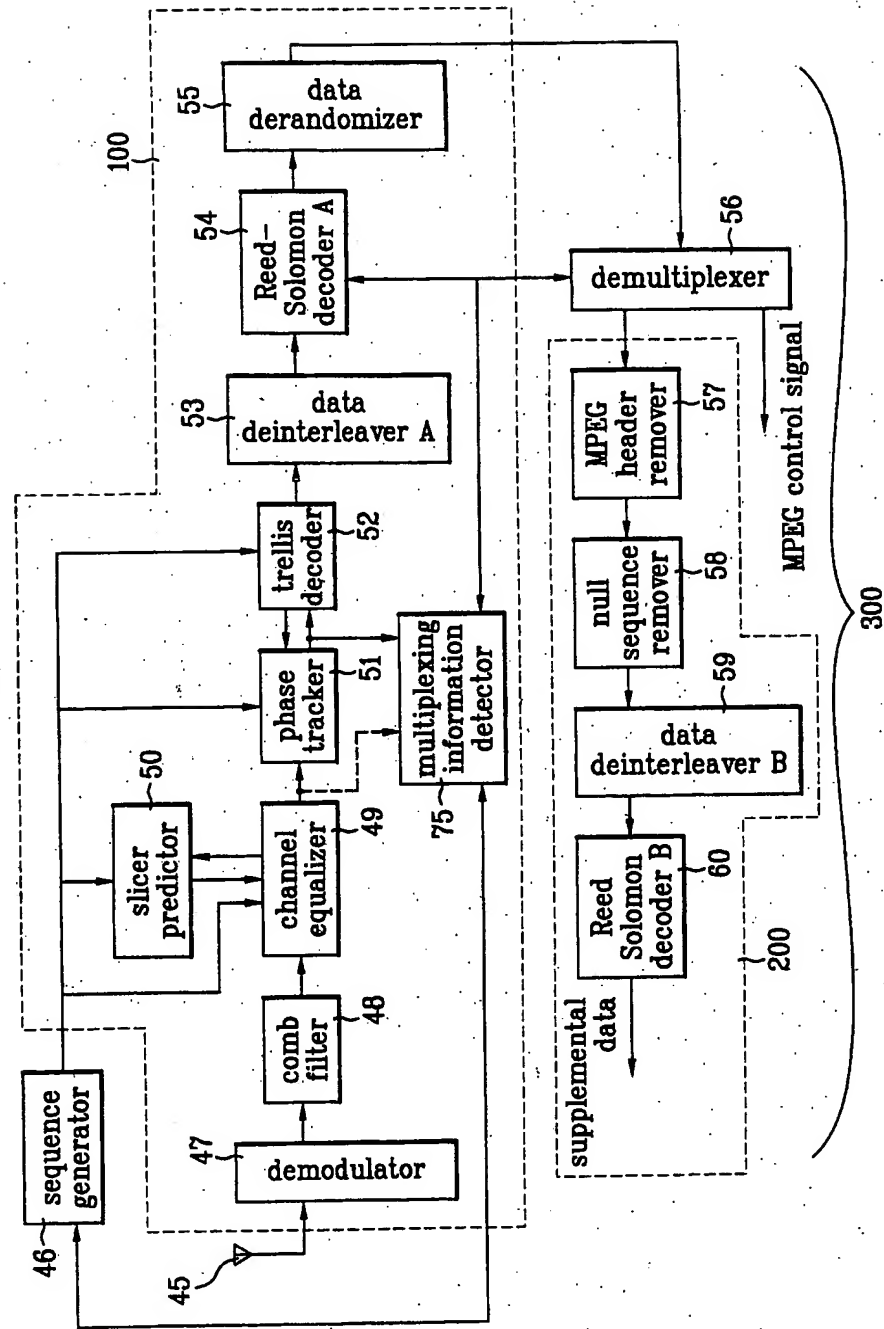 100
55
data
derandomizer
54
Reed-
Solomon
decoder A
53
data
deinterleaver A
trellis
decoder
52
phase
tracker
51
50
slicer
predictor
channel
equalizer
49
multiplexing
information
detector
75
comb
filter
48
47
demodulator
45
46
sequence
generator
demultiplexer
56
MPEG control signal
MPEG
header
remover
57
null
sequence
remover
58
59
data
deinterleaver B
Reed
Solomon
decoder B
60
supplemental
data
200
300